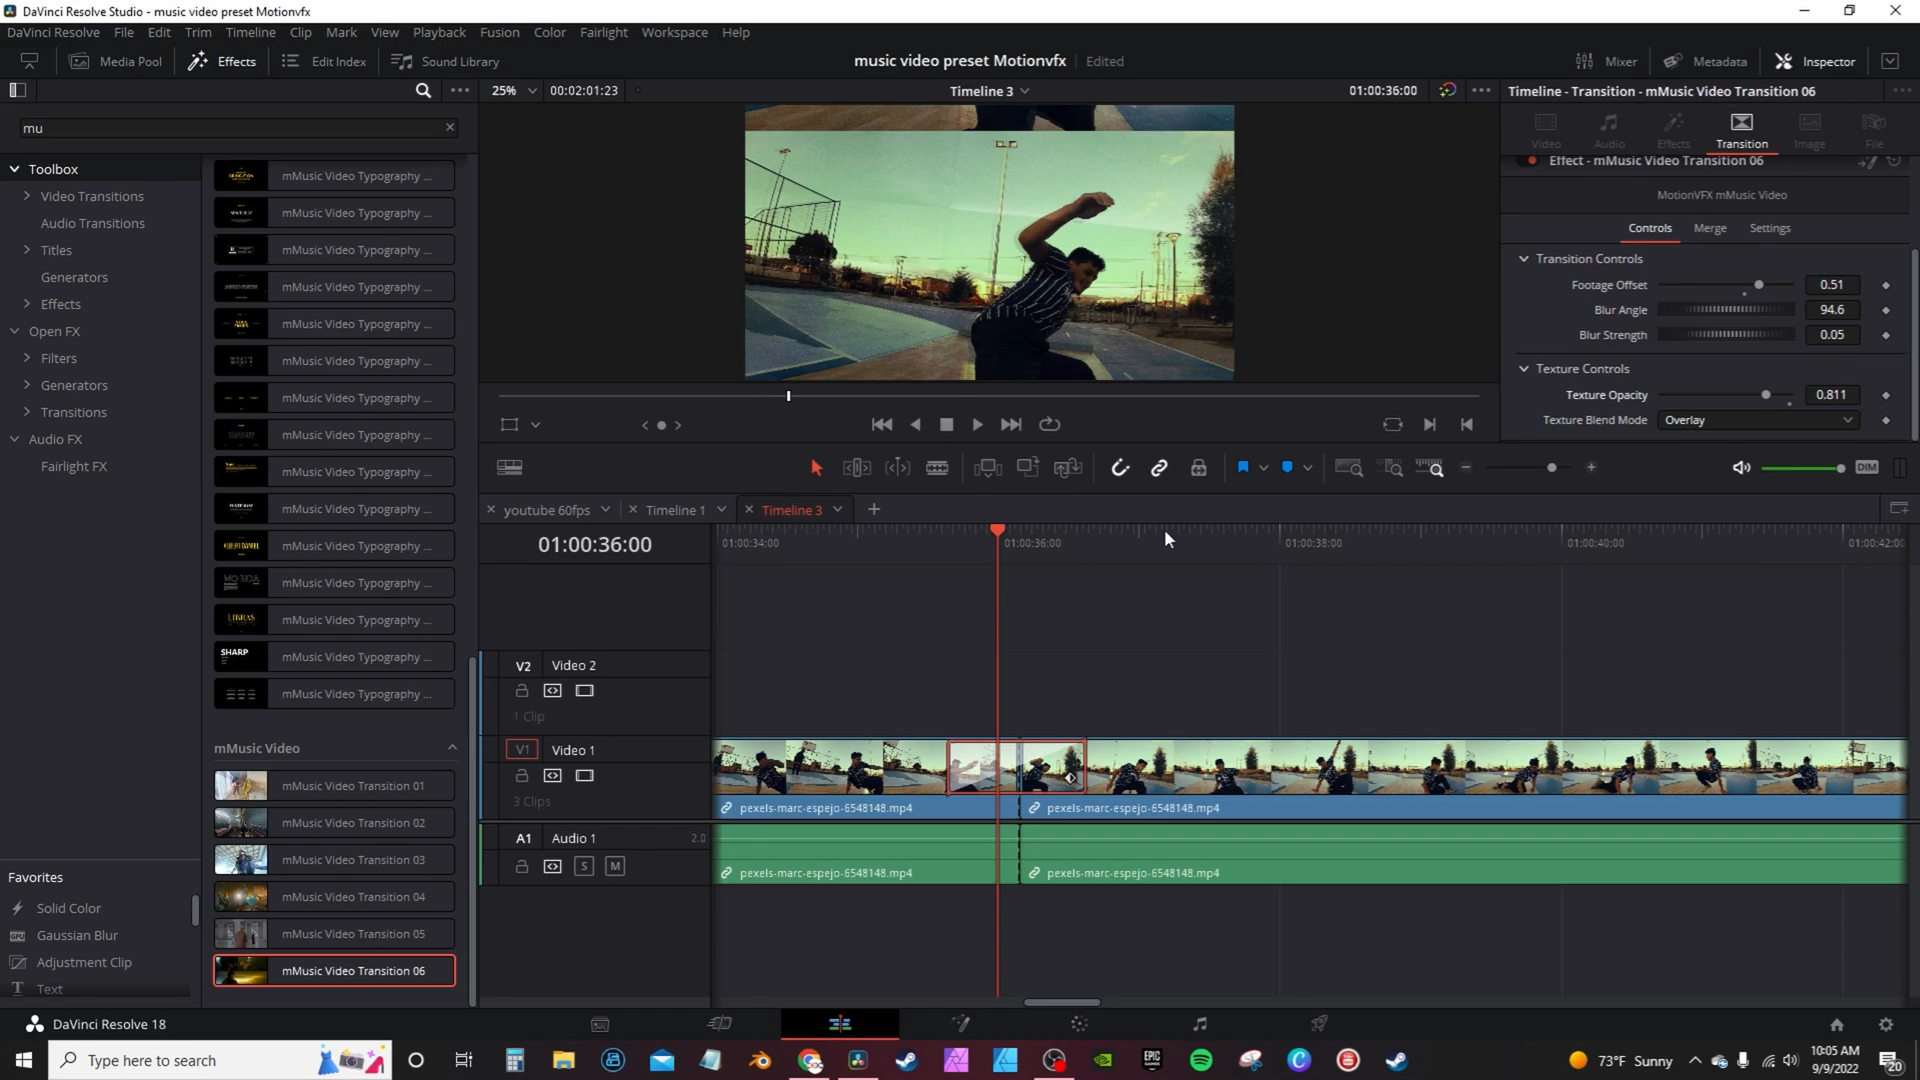 DaVinci Resolve Studio - music video preset Motionvfx
DaVinci Resolve File Edit Trim Timeline Clip Mark View Playback Fusion Color Fairlight Workspace Help
Media Pool Effects Edit Index Sound Library
music video preset Motionvfx Edited
Mixer Metadata Inspector
25% 00:02:01:23
Timeline 3
01:00:36:00
Timeline - Transition - mMusic Video Transition 06
mu
Toolbox
Video Transitions
Audio Transitions
Titles
Generators
Effects
Open FX
Filters
Generators
Transitions
Audio FX
Fairlight FX
Favorites
Solid Color
Gaussian Blur
Adjustment Clip
Text
mMusic Video Typography ...
mMusic Video Typography ...
mMusic Video Typography ...
mMusic Video Typography ...
mMusic Video Typography ...
mMusic Video Typography ...
mMusic Video Typography ...
mMusic Video Typography ...
mMusic Video Typography ...
mMusic Video Typography ...
mMusic Video Typography ...
mMusic Video Typography ...
LIBRAS
mMusic Video Typography ...
SHARP
mMusic Video Typography ...
mMusic Video Typography ...
mMusic Video
mMusic Video Transition 01
mMusic Video Transition 02
mMusic Video Transition 03
mMusic Video Transition 04
mMusic Video Transition 05
mMusic Video Transition 06
Video Audio Effects Transition Image File
Effect - mMusic Video Transition 06
MotionVFX mMusic Video
Controls Merge Settings
Transition Controls
Footage Offset 0.51
Blur Angle 94.6
Blur Strength 0.05
Texture Controls
Texture Opacity 0.811
Texture Blend Mode Overlay
DIM
youtube 60fps Timeline 1 Timeline 3
01:00:36:00
01:00:34:00 01:00:36:00 01:00:38:00 01:00:40:00 01:00:42:00
V2 Video 2
1 Clip
V1 Video 1
3 Clips
pexels-marc-espejo-6548148.mp4 pexels-marc-espejo-6548148.mp4
A1 Audio 1 2.0
S M
pexels-marc-espejo-6548148.mp4 pexels-marc-espejo-6548148.mp4
DaVinci Resolve 18
Type here to search
EPIC GAMES
73°F Sunny
10:05 AM
9/9/2022
20